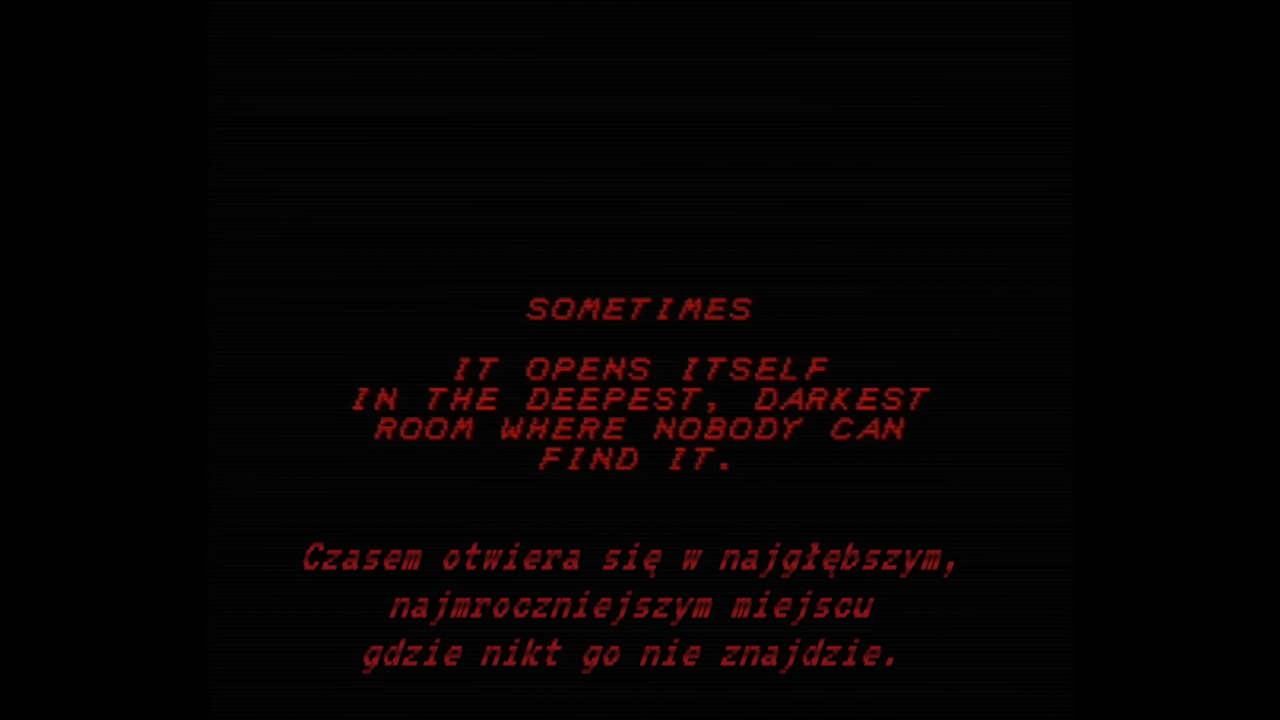 SOMETIMES
IT OPENS ITSELF
IN THE DEEPEST, DARKEST
ROOM WHERE NOBODY CAN
FIND IT.
Czasem otwiera się w najgłębszym,
najmroczniejszym miejscu
gdzie nikt go nie znajdzie.